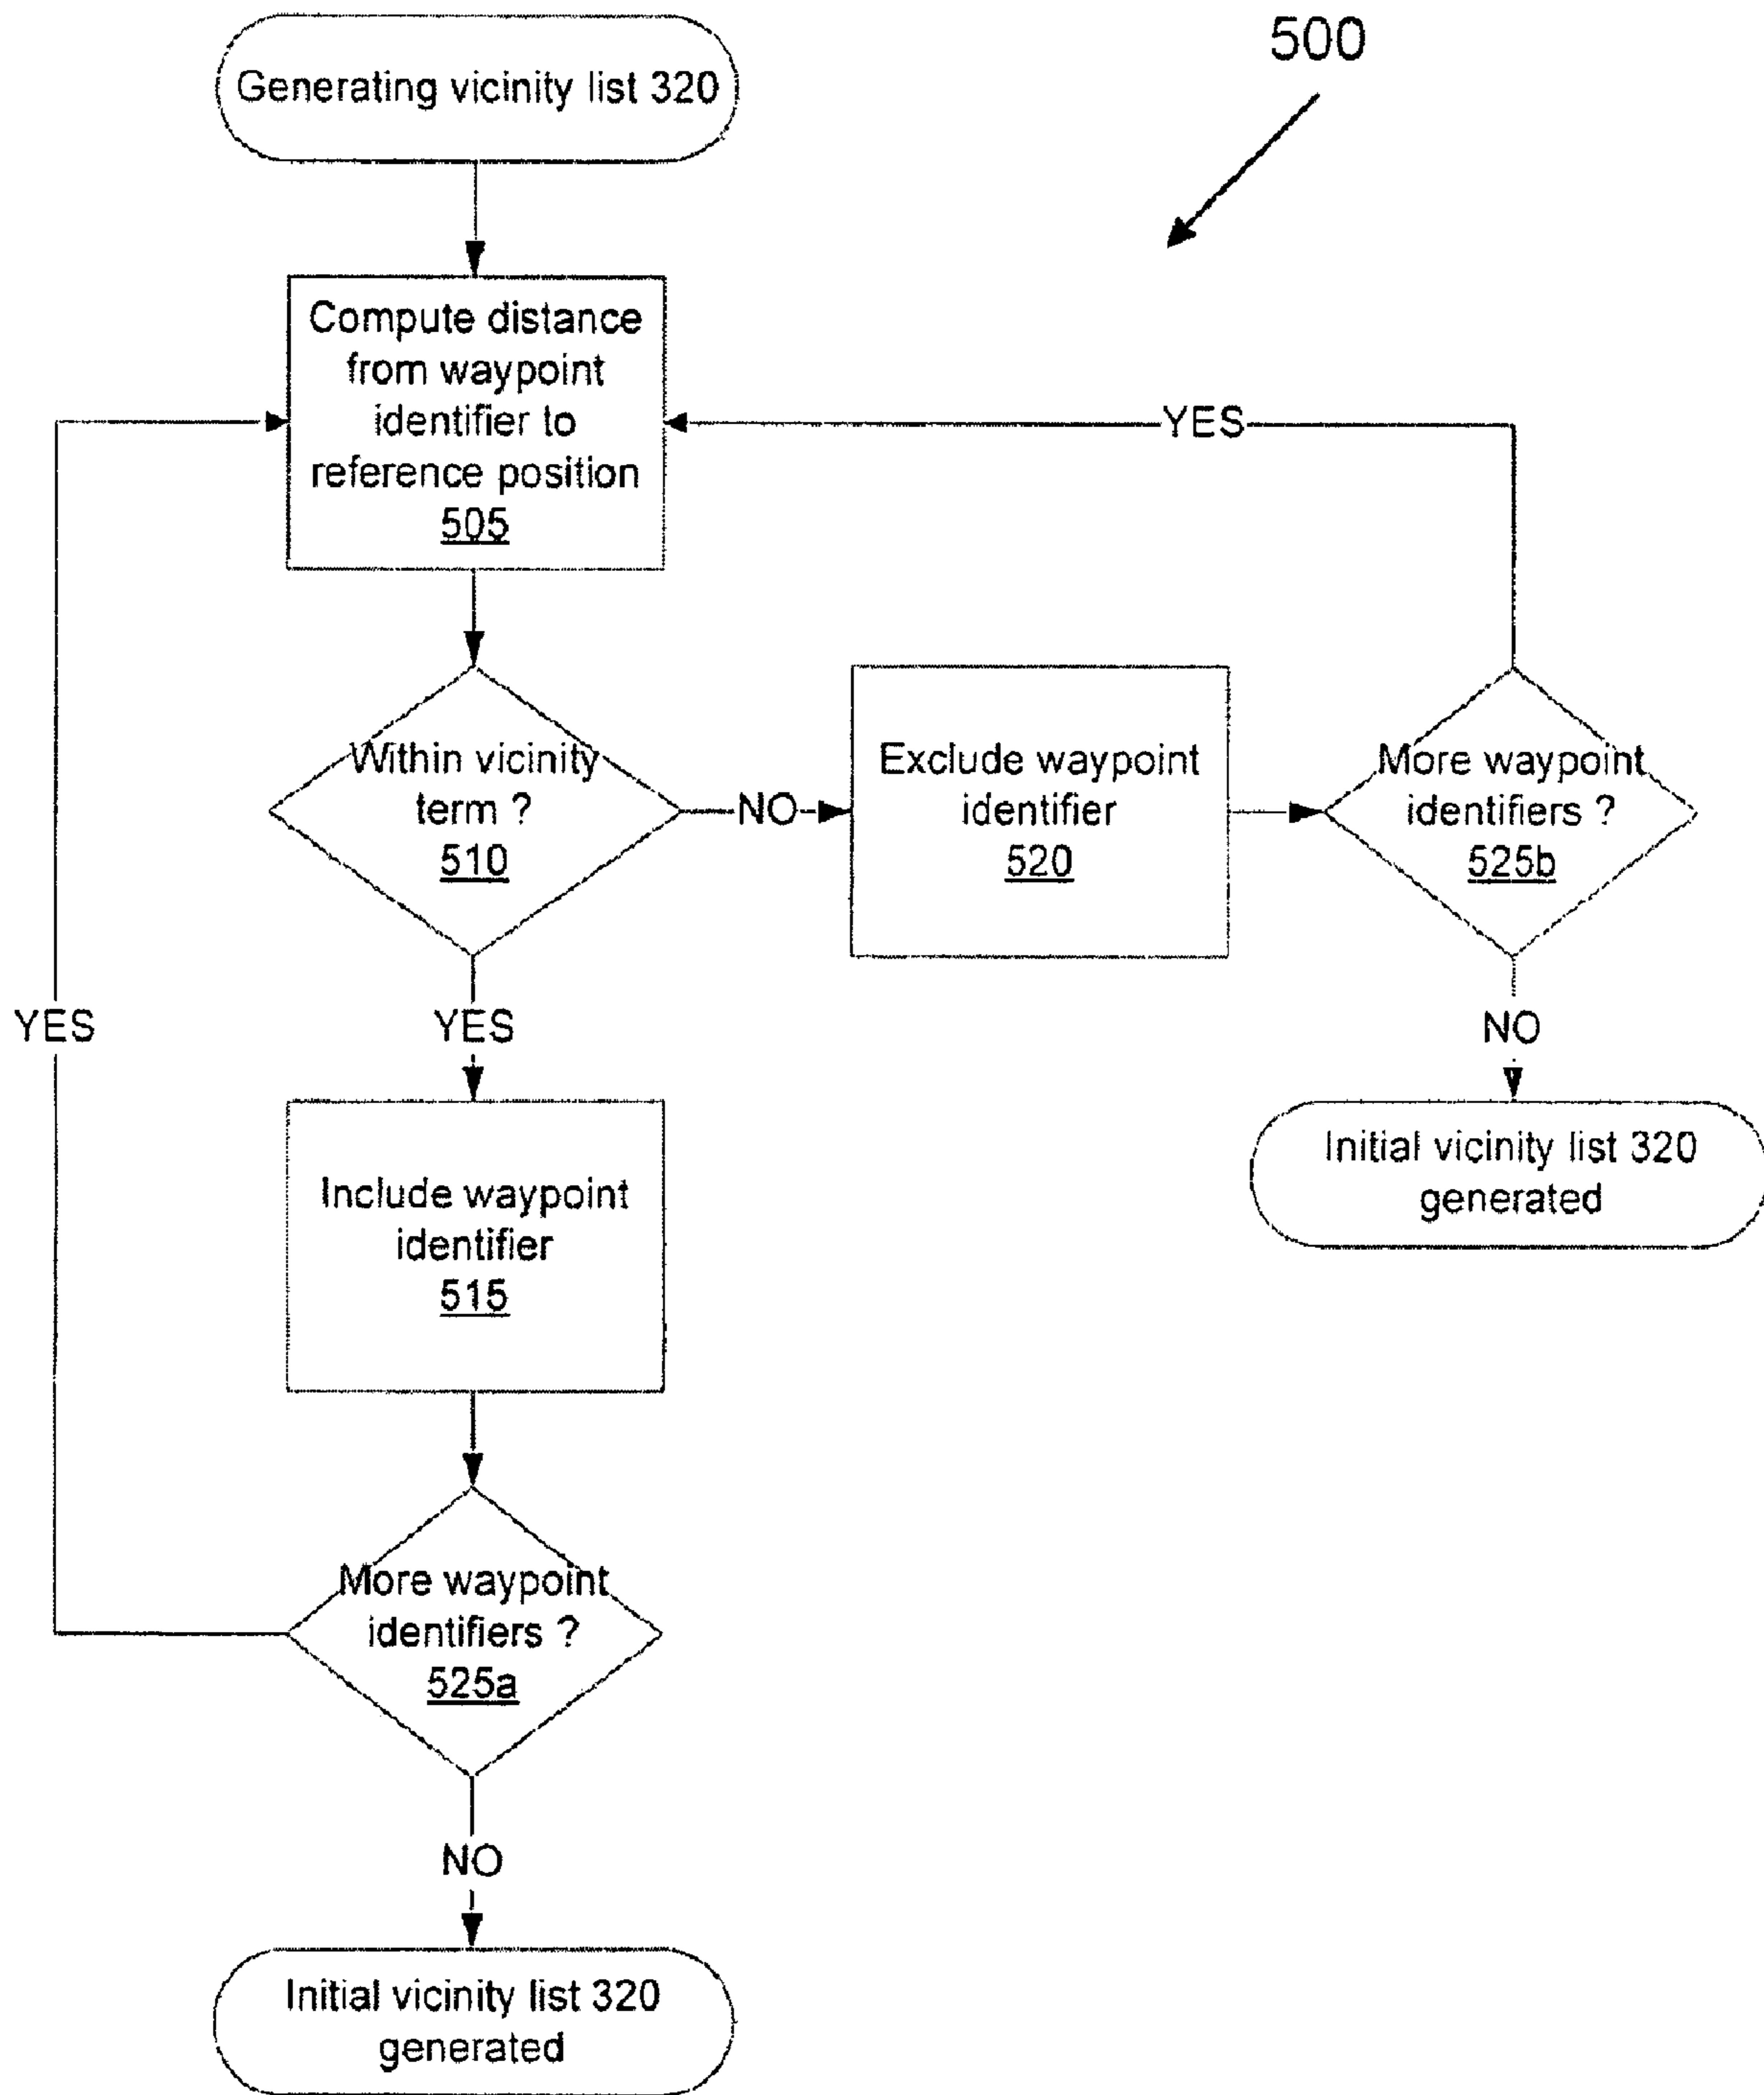 500
Generating vicinity list 320
Compute distance
from waypoint
identifier to
reference position
505
YES
Within vicinity
term ?
510
NO
Exclude waypoint
identifier
520
More waypoint
identifiers ?
525b
YES
YES
NO
Include waypoint
identifier
515
Initial vicinity list 320
generated
More waypoint
identifiers ?
525a
NO
Initial vicinity list 320
generated